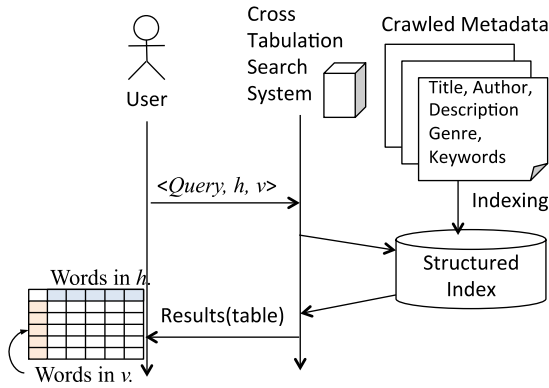 Cross
Tabulation
Search
System
Crawled Metadata
User
Title, Author,
Description
Genre,
Keywords
<Query, h, v>
Indexing
Structured
Index
Words in h.
Results(table)
Words in v.